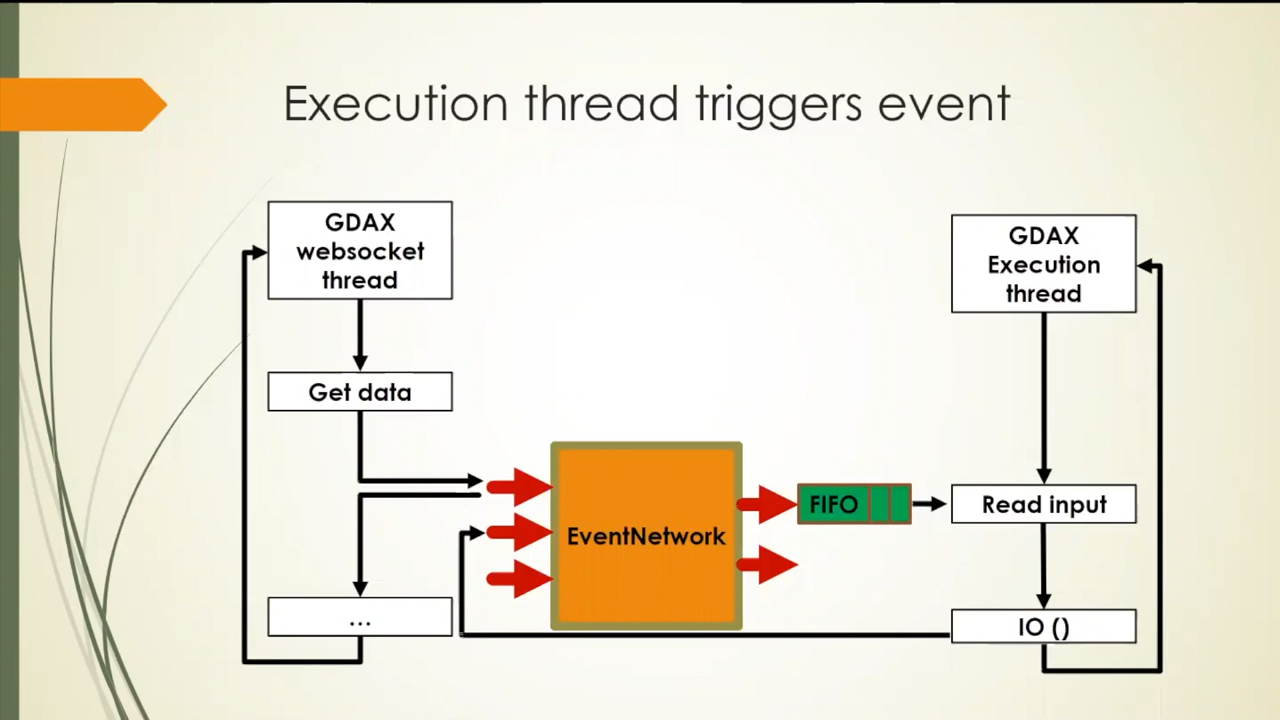 Execution thread triggers event
GDAX
websocket
thread
Get data
...
EventNetwork
FIFO
GDAX
Execution
thread
Read input
IO ()